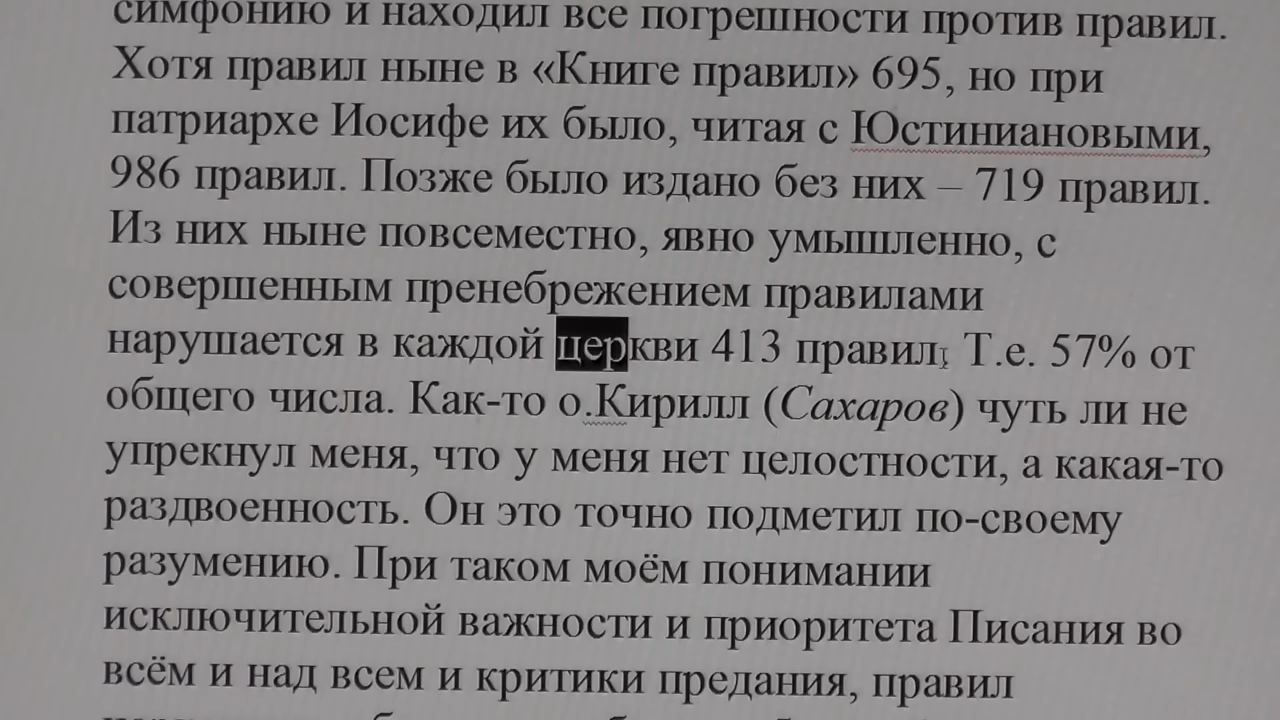 симфонию и находил все погрешности против правил.
Хотя правил ныне в «Книге правил» 695, но при
патриархе Иосифе их было, читая с Юстиниановыми,
986 правил. Позже было издано без них – 719 правил.
Из них ныне повсеместно, явно умышленно, с
совершенным пренебрежением правилами
нарушается в каждой церкви 413 правил. Т.е. 57% от
общего числа. Как-то о.Кирилл (Сахаров) чуть ли не
упрекнул меня, что у меня нет целостности, а какая-то
раздвоенность. Он это точно подметил по-своему
разумению. При таком моём понимании
исключительной важности и приоритета Писания во
всём и над всем и критики предания, правил